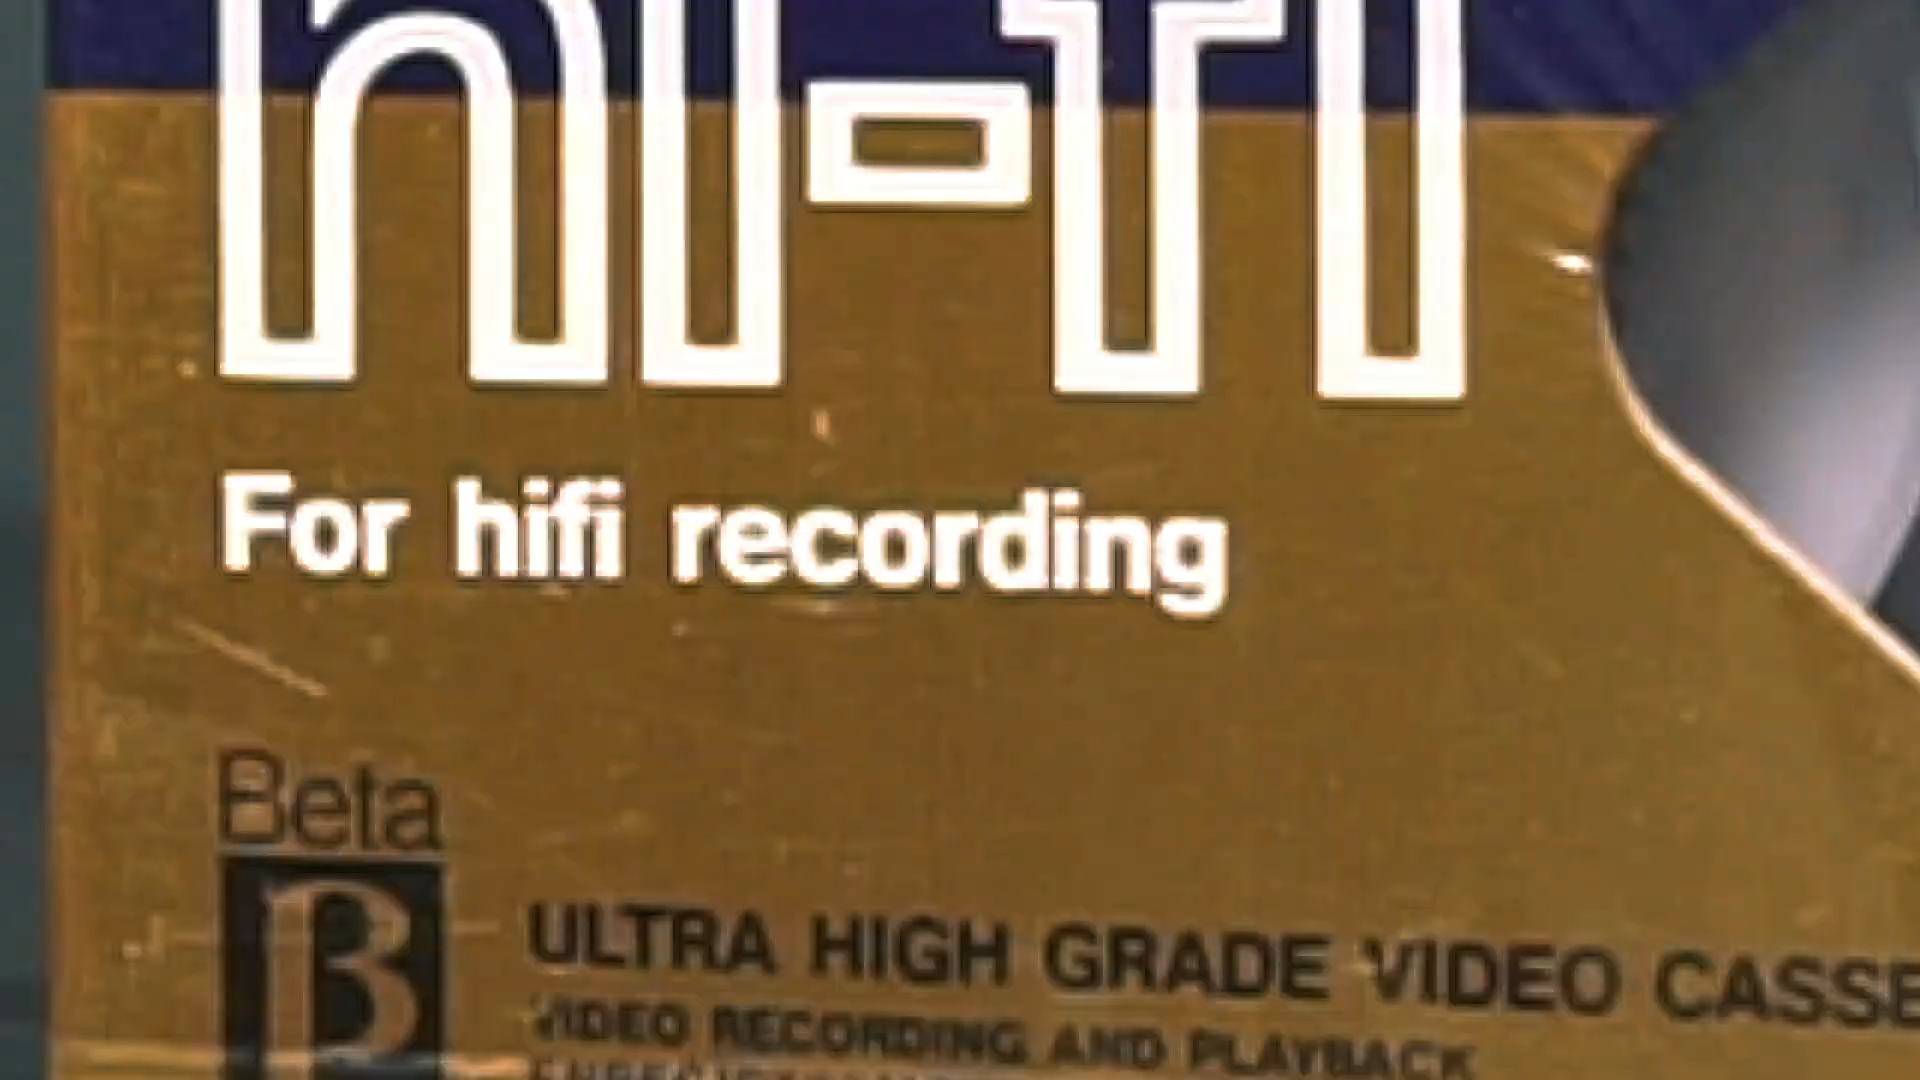 hi-fi
For hifi recording
Beta
β
ULTRA HIGH GRADE VIDEO CASSE
VIDEO RECORDING AND PLAYBACK